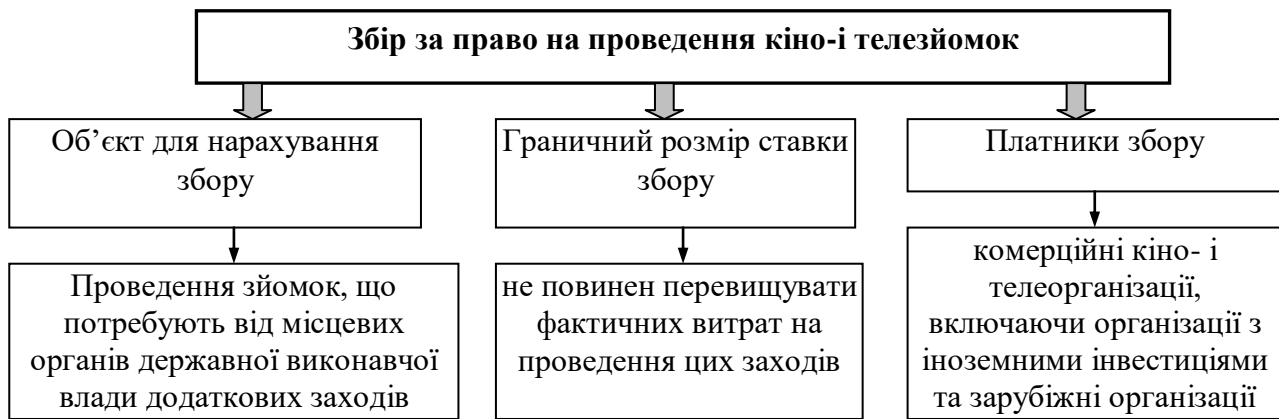 Збір за право на проведення кіно-і телезйомок
Об’єкт для нарахування
збору
Граничний розмір ставки
збору
Платники збору
Проведення зйомок, що
потребують від місцевих
органів державної виконавчої
влади додаткових заходів
не повинен перевищувати
фактичних витрат на
проведення цих заходів
комерційні кіно- і
телеорганізації,
включаючи організації з
іноземними інвестиціями
та зарубіжні організації